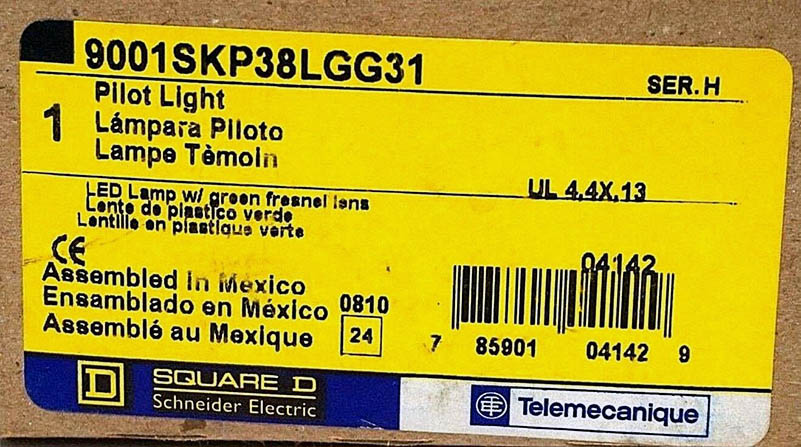 9001SKP38LGG31
SER. H
1
Pilot Light
Lámpara Piloto
Lampe Tèmoin
UL 4,4X,13
LED Lamp w/ green fresnel lens
Lente de plastico verde
Lentille en plastique verte
CE
04142
Assembled in Mexico
Ensamblado en México 0810
Assemblé au Mexique 24
7 85901 04142 9
D SQUARE D
Schneider Electric
Telemecanique